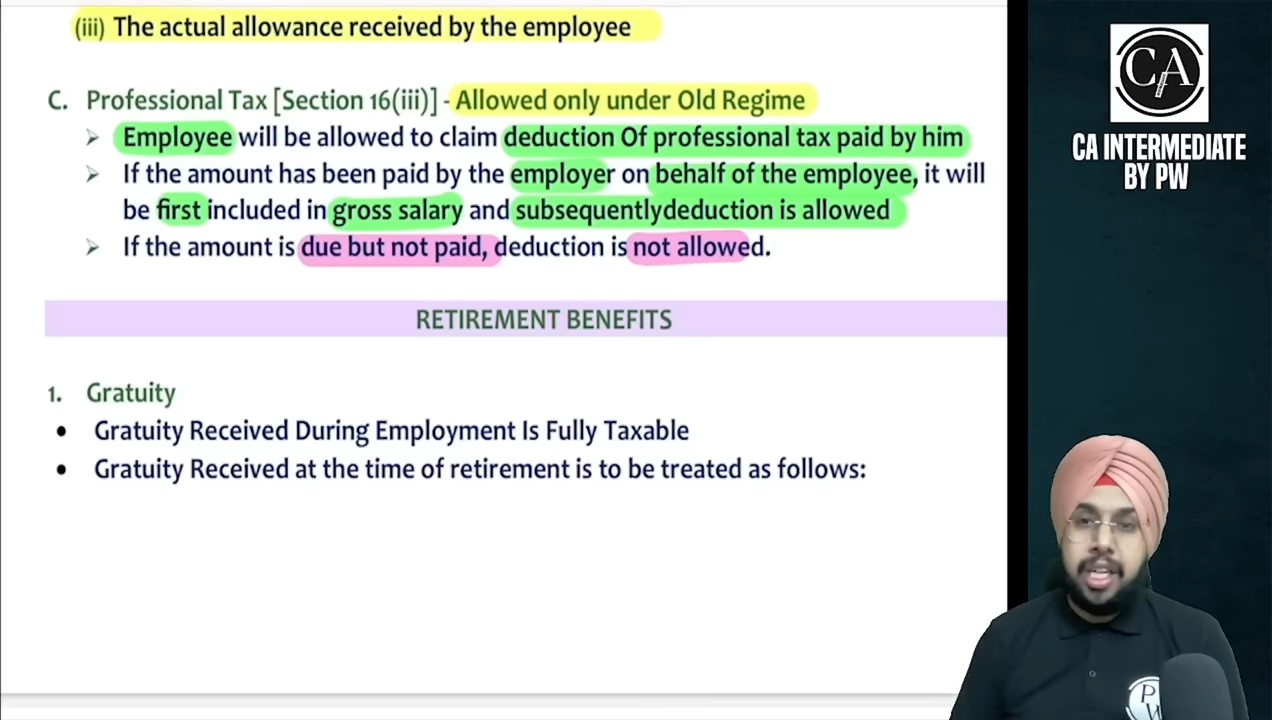 (iii) The actual allowance received by the employee
C. Professional Tax [Section 16(iii)] - Allowed only under Old Regime
➢ Employee will be allowed to claim deduction Of professional tax paid by him
➢ If the amount has been paid by the employer on behalf of the employee, it will
be first included in gross salary and subsequentlydeduction is allowed
➢ If the amount is due but not paid, deduction is not allowed.
RETIREMENT BENEFITS
1. Gratuity
• Gratuity Received During Employment Is Fully Taxable
• Gratuity Received at the time of retirement is to be treated as follows:
CA
CA INTERMEDIATE
BY PW
P
W